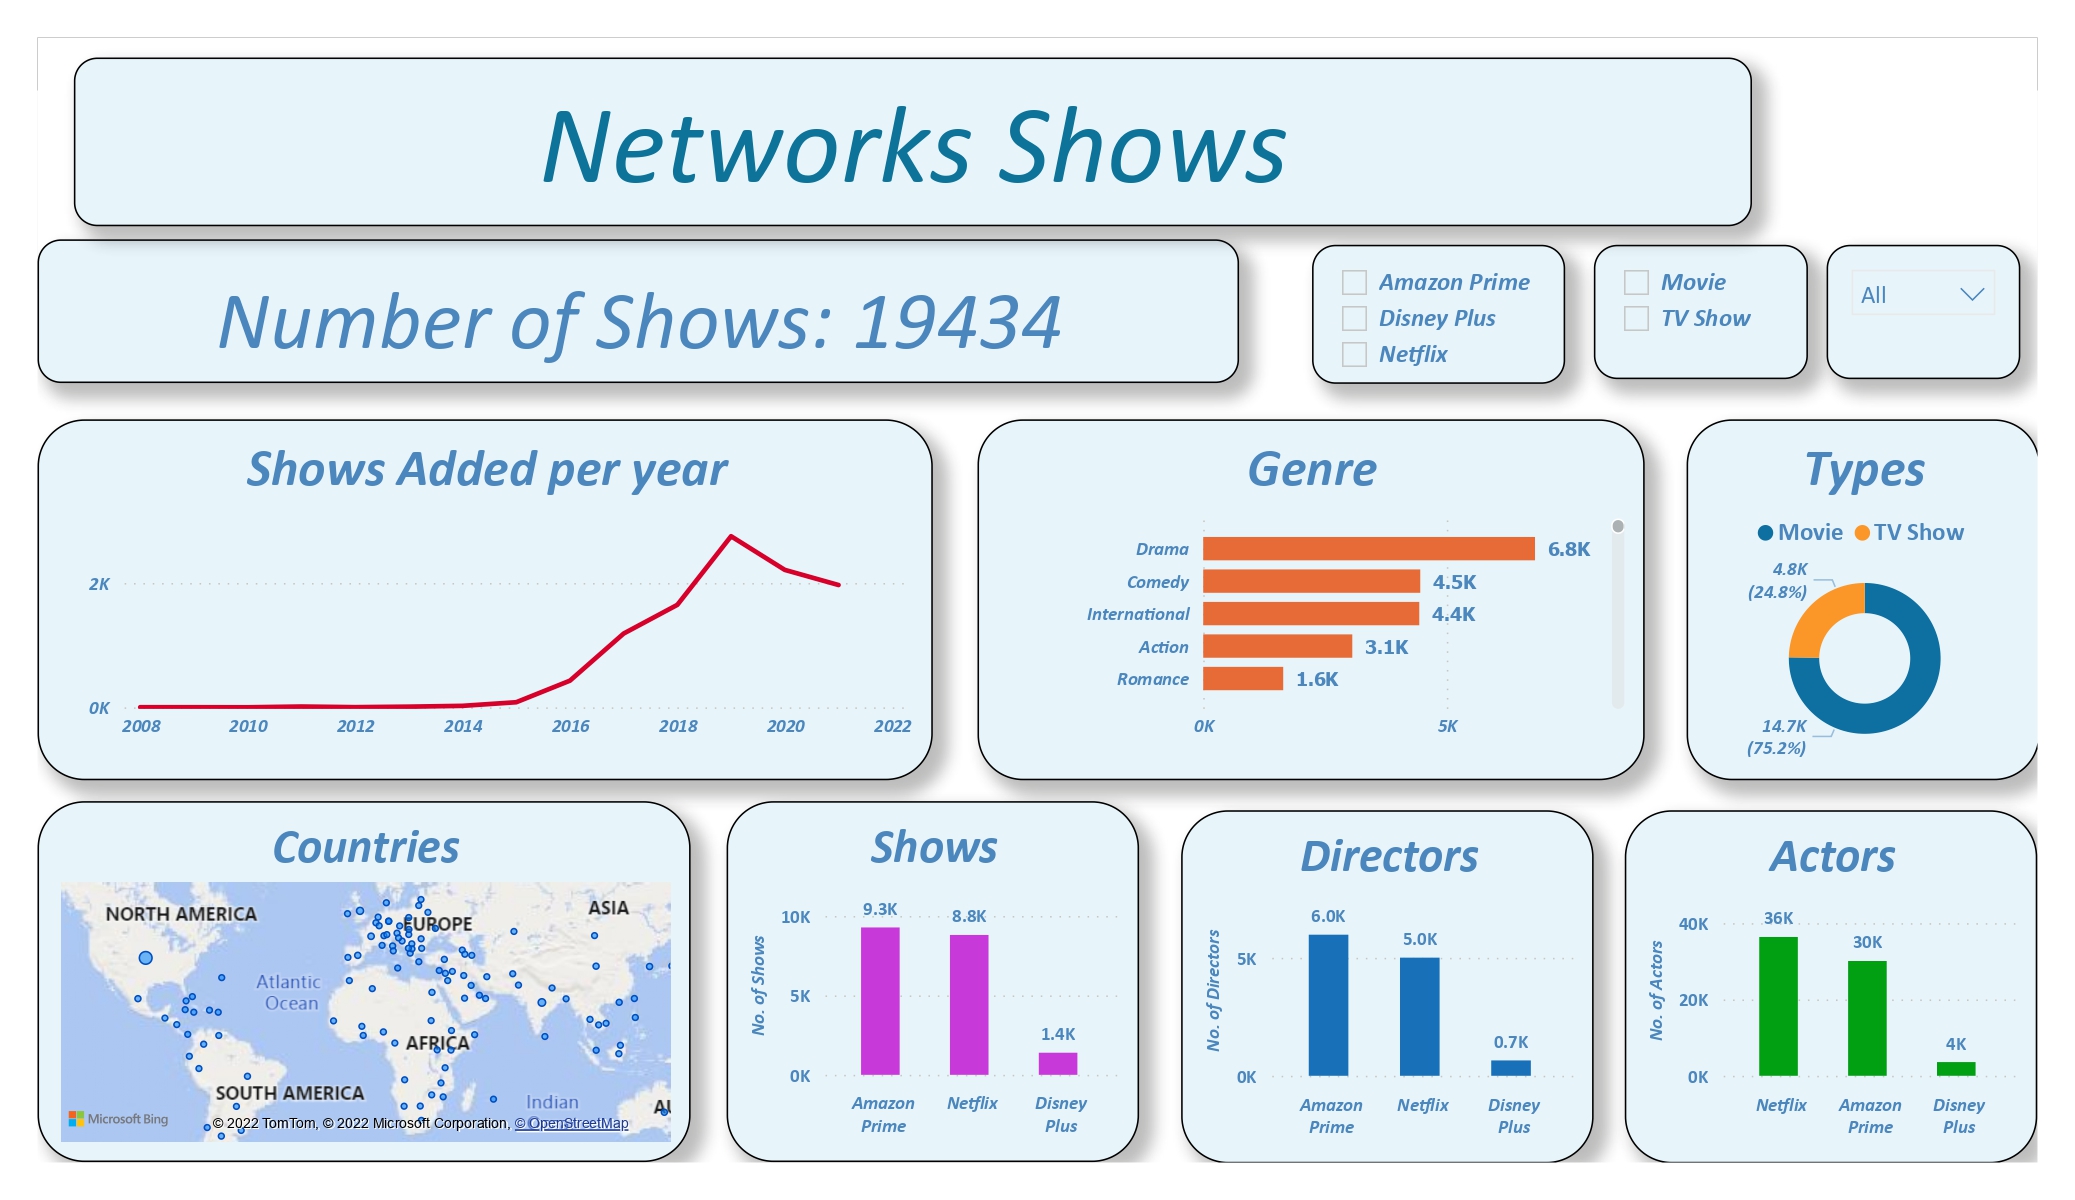 Networks Shows
Number of Shows: 19434
Amazon Prime
Disney Plus
Netflix
Movie
TV Show
All
Shows Added per year
2K
0K
2008 2010 2012 2014 2016 2018 2020 2022
Genre
Drama 6.8K
Comedy 4.5K
International 4.4K
Action 3.1K
Romance 1.6K
0K 5K
Types
Movie TV Show
4.8K
(24.8%)
14.7K
(75.2%)
Countries
NORTH AMERICA
EUROPE
ASIA
Atlantic
Ocean
AFRICA
SOUTH AMERICA
Indian
Microsoft Bing
© 2022 TomTom, © 2022 Microsoft Corporation, © OpenStreetMap
Shows
No. of Shows
10K
5K
0K
9.3K
8.8K
1.4K
Amazon
Prime
Netflix
Disney
Plus
Directors
No. of Directors
5K
0K
6.0K
5.0K
0.7K
Amazon
Prime
Netflix
Disney
Plus
Actors
No. of Actors
40K
20K
0K
36K
30K
4K
Netflix
Amazon
Prime
Disney
Plus